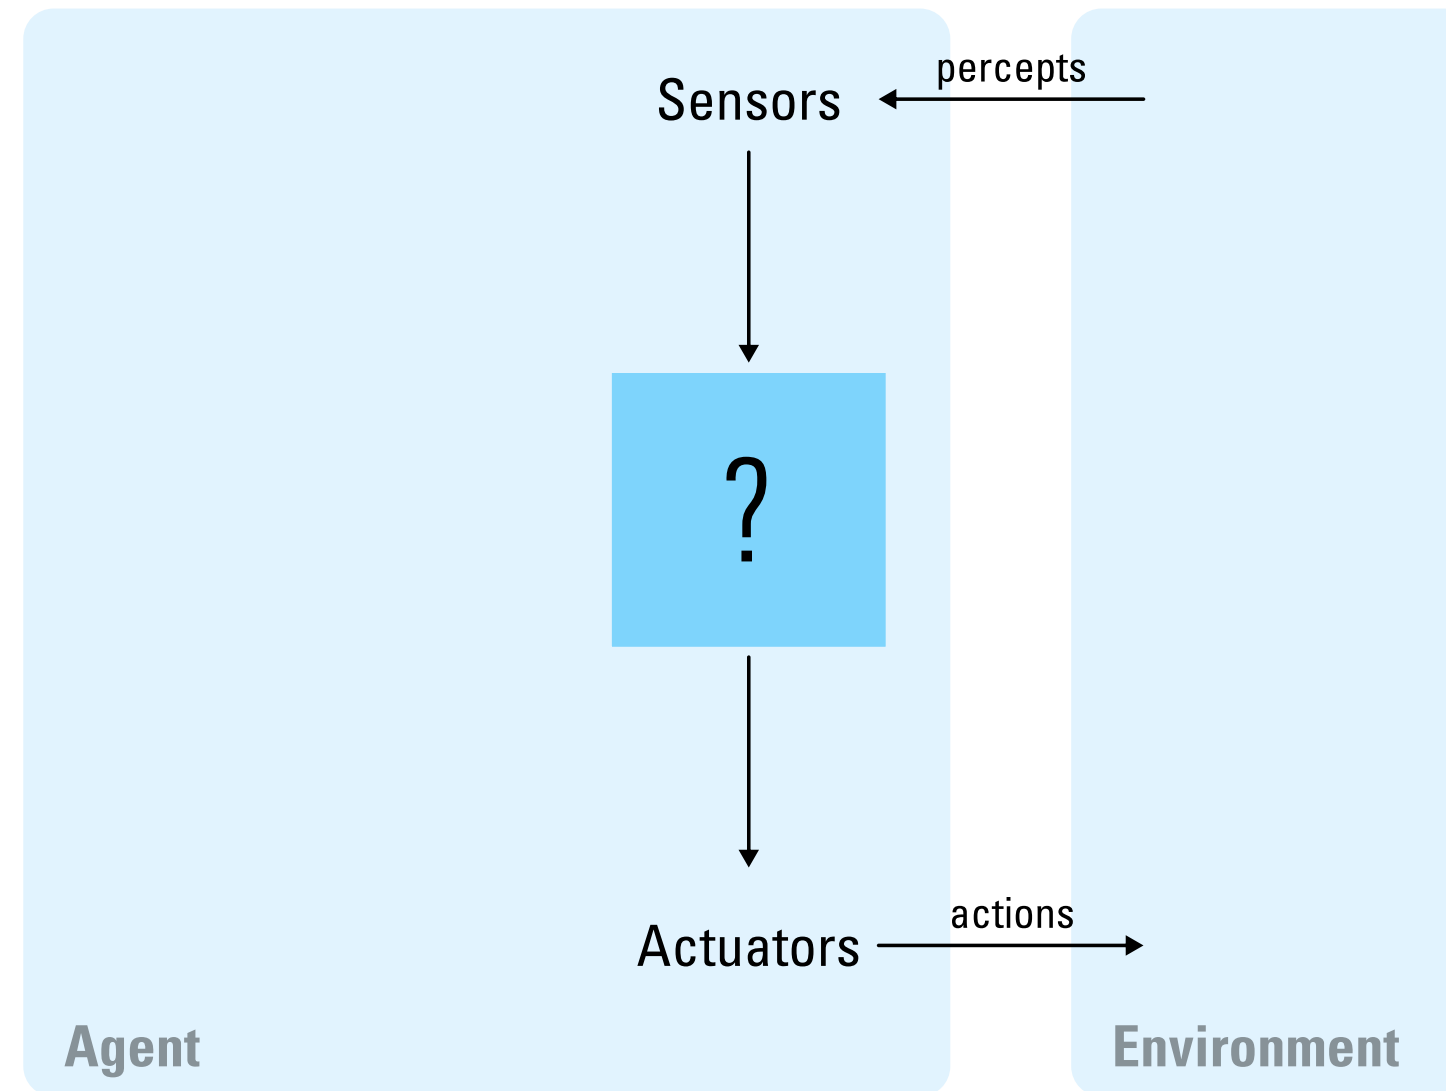 percepts
Sensors
?
actions
Actuators
Agent
Environment